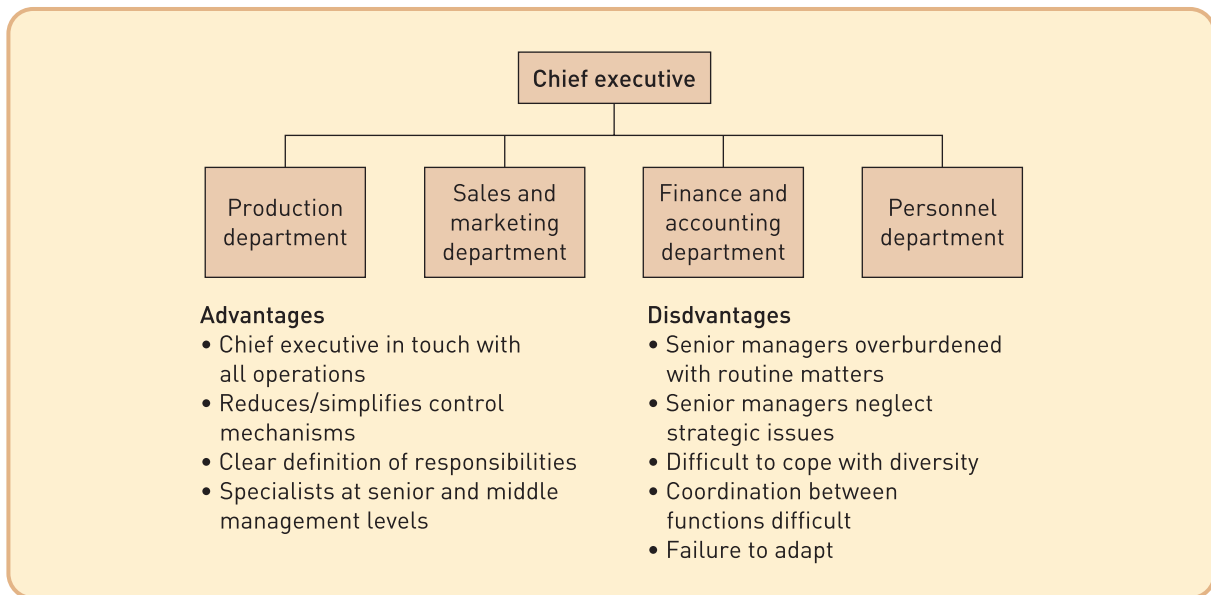 Chief executive
Production
department
Sales and
marketing
department
Finance and
accounting
department
Personnel
department
Advantages
• Chief executive in touch with
all operations
• Reduces/simplifies control
mechanisms
• Clear definition of responsibilities
• Specialists at senior and middle
management levels
Disdvantages
• Senior managers overburdened
with routine matters
• Senior managers neglect
strategic issues
• Difficult to cope with diversity
• Coordination between
functions difficult
• Failure to adapt